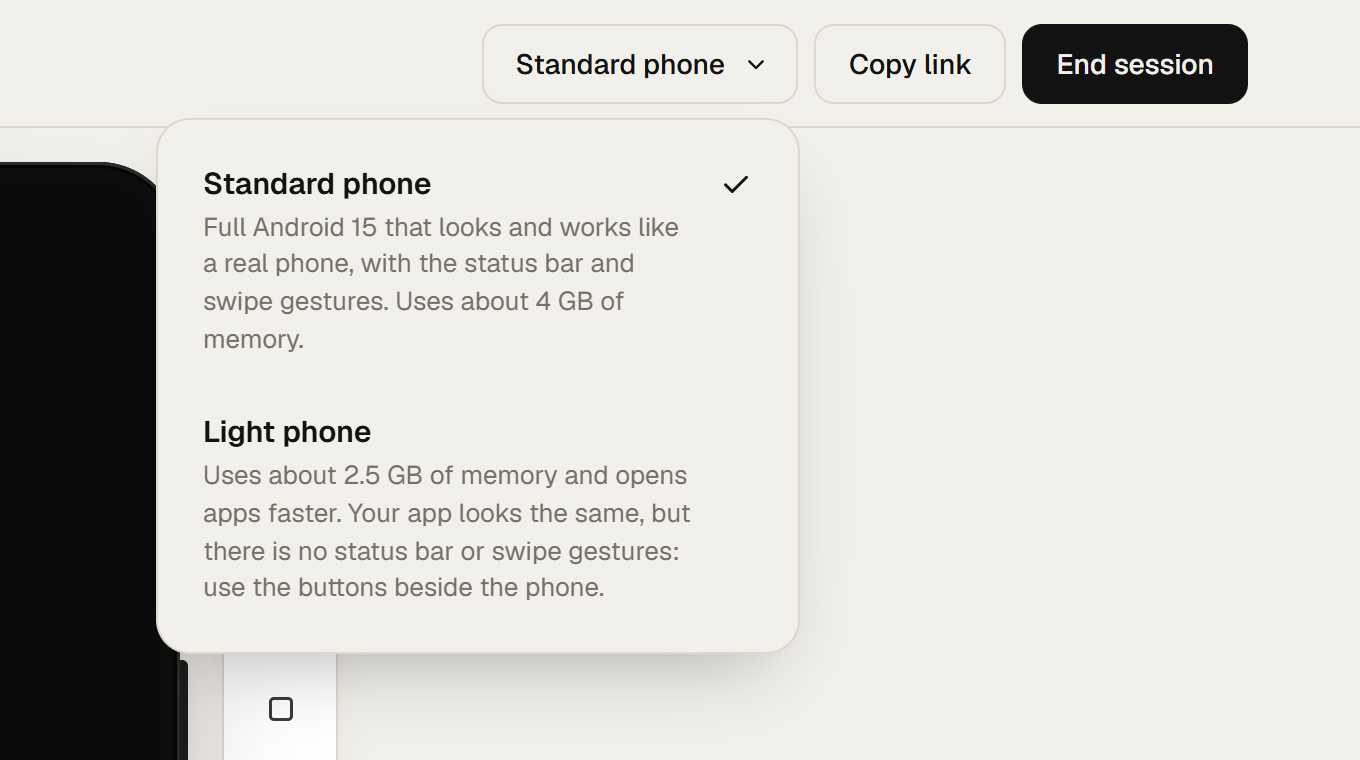 Standard phone
Copy link
End session
Standard phone
Full Android 15 that looks and works like
a real phone, with the status bar and
swipe gestures. Uses about 4 GB of
memory.
Light phone
Uses about 2.5 GB of memory and opens
apps faster. Your app looks the same, but
there is no status bar or swipe gestures:
use the buttons beside the phone.